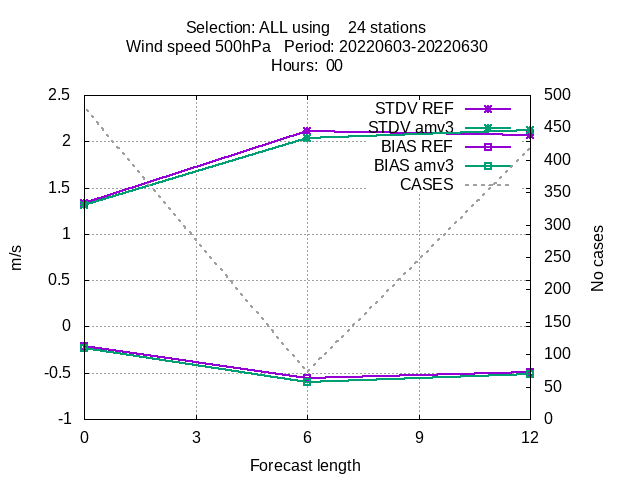 Selection: ALL using    24 stations
Wind speed 500hPa   Period: 20220603-20220630
Hours:  00
2.5
2
1.5
1
0.5
0
-0.5
-1
m/s
500
450
400
350
300
250
200
150
100
50
0
No cases
STDV REF
STDV amv3
BIAS REF
BIAS amv3
CASES
0 3 6 9 12
Forecast length